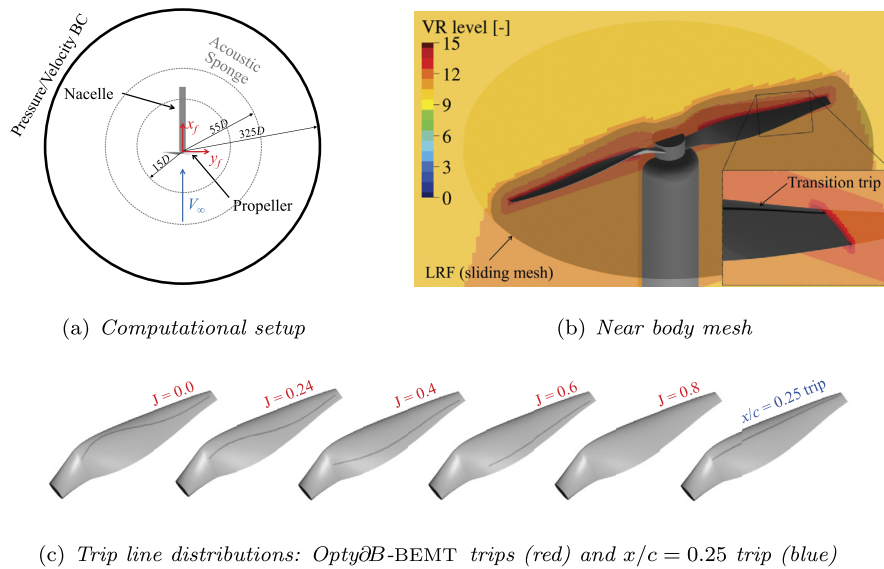 Pressure/Velocity BC
Acoustic
Sponge
Nacelle
x_f
55D
325D
15D
y_f
V_∞
Propeller
VR level [-]
15
12
9
6
3
0
Transition trip
LRF (sliding mesh)
(a) Computational setup
(b) Near body mesh
J = 0.0
J = 0.24
J = 0.4
J = 0.6
J = 0.8
x/c = 0.25 trip
(c) Trip line distributions: Opty∂B-BEMT trips (red) and x/c = 0.25 trip (blue)